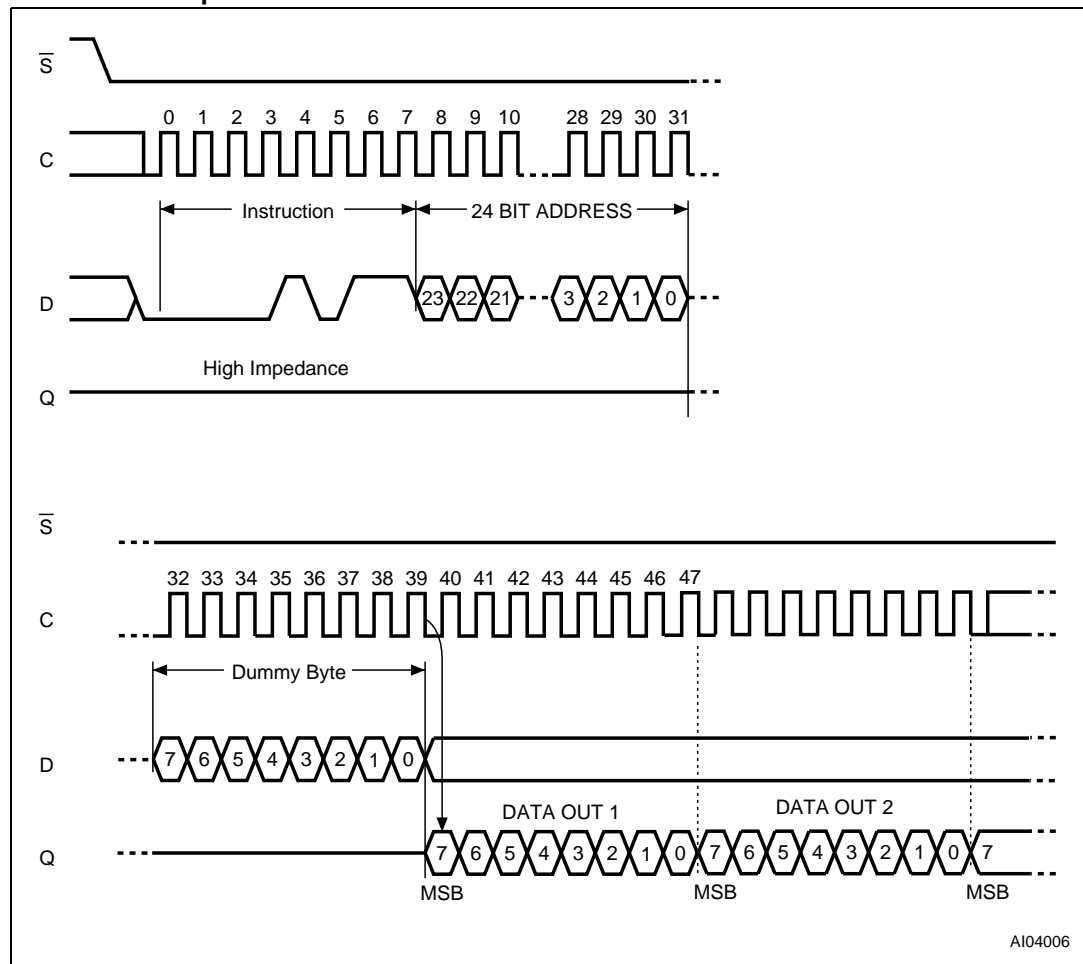 S
0 1 2 3 4 5 6 7 8 9 10 28 29 30 31
C
Instruction 24 BIT ADDRESS
D 23 22 21 3 2 1 0
High Impedance
Q
S
32 33 34 35 36 37 38 39 40 41 42 43 44 45 46 47
C
Dummy Byte
D 7 6 5 4 3 2 1 0
DATA OUT 1 DATA OUT 2
Q 7 6 5 4 3 2 1 0 7 6 5 4 3 2 1 0 7
MSB MSB MSB
AI04006